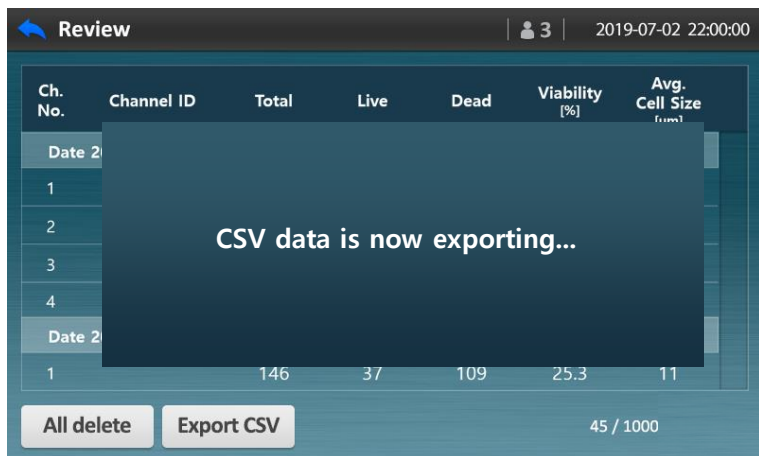 Review
3
2019-07-02 22:00:00
Ch. No.
Channel ID
Total
Live
Dead
Viability [%]
Avg. Cell Size [um]
Date 2
1
2
CSV data is now exporting...
3
4
Date 2
1 146 37 109 25.3 11
All delete
Export CSV
45 / 1000